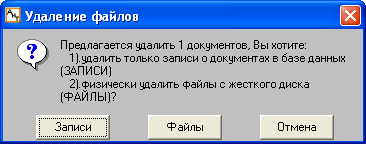 Удаление файлов
Предлагается удалить 1 документов, Вы хотите:
1).удалить только записи о документах в базе данных
(ЗАПИСИ)
2).физически удалить файлы с жесткого диска
(ФАЙЛЫ)?
Записи
Файлы
Отмена